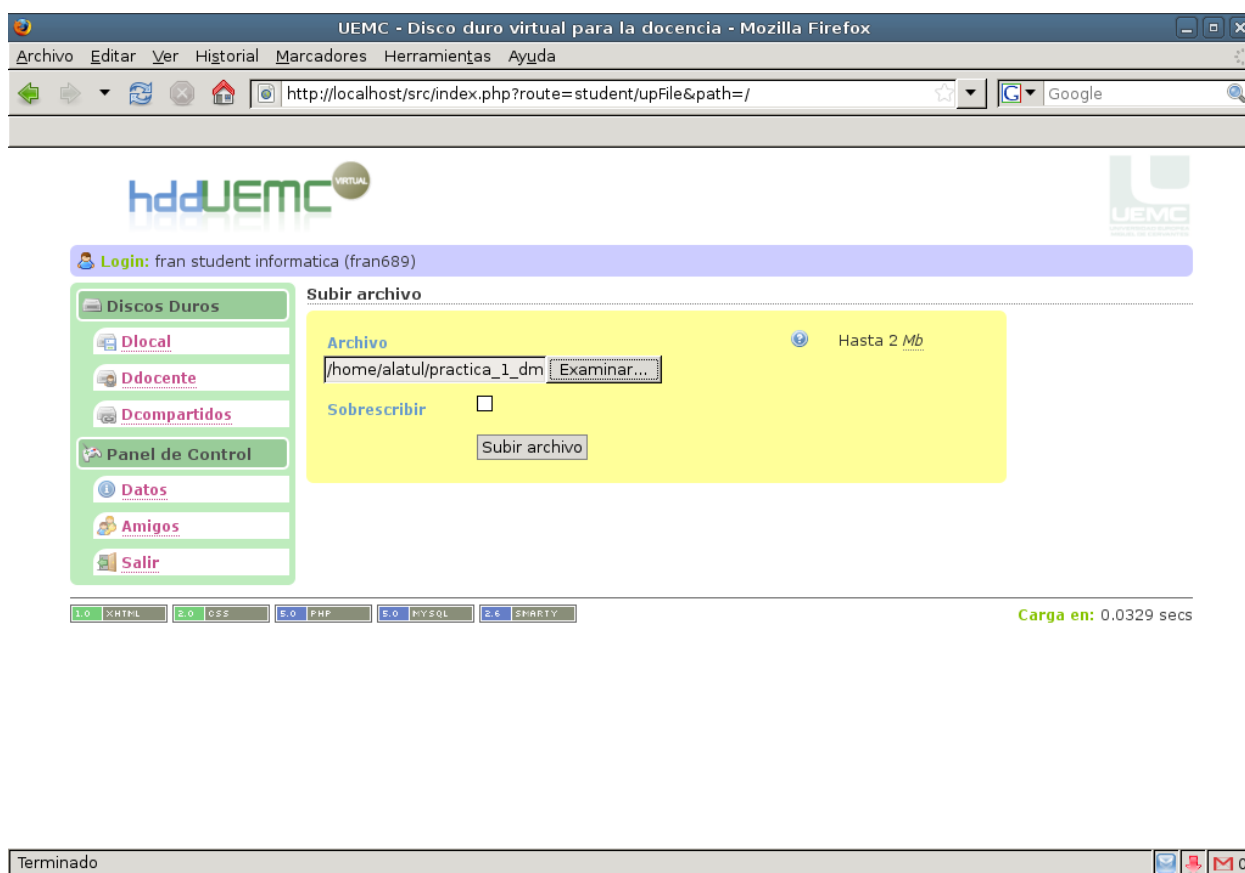 UEMC - Disco duro virtual para la docencia - Mozilla Firefox
Archivo Editar Ver Historial Marcadores Herramientas Ayuda
http://localhost/src/index.php?route=student/upFile&path=/
G Google
hddUEMC VIRTUAL
UEMC
Login: fran student informatica (fran689)
Discos Duros
Dlocal
Ddocente
Dcompartidos
Panel de Control
Datos
Amigos
Salir
Subir archivo
Archivo
Hasta 2 Mb
/home/alatul/practica_1_dm Examinar...
Sobrescribir
Subir archivo
1.0 XHTML 2.0 CSS 5.0 PHP 5.0 MYSQL 2.6 SMARTY
Carga en: 0.0329 secs
Terminado